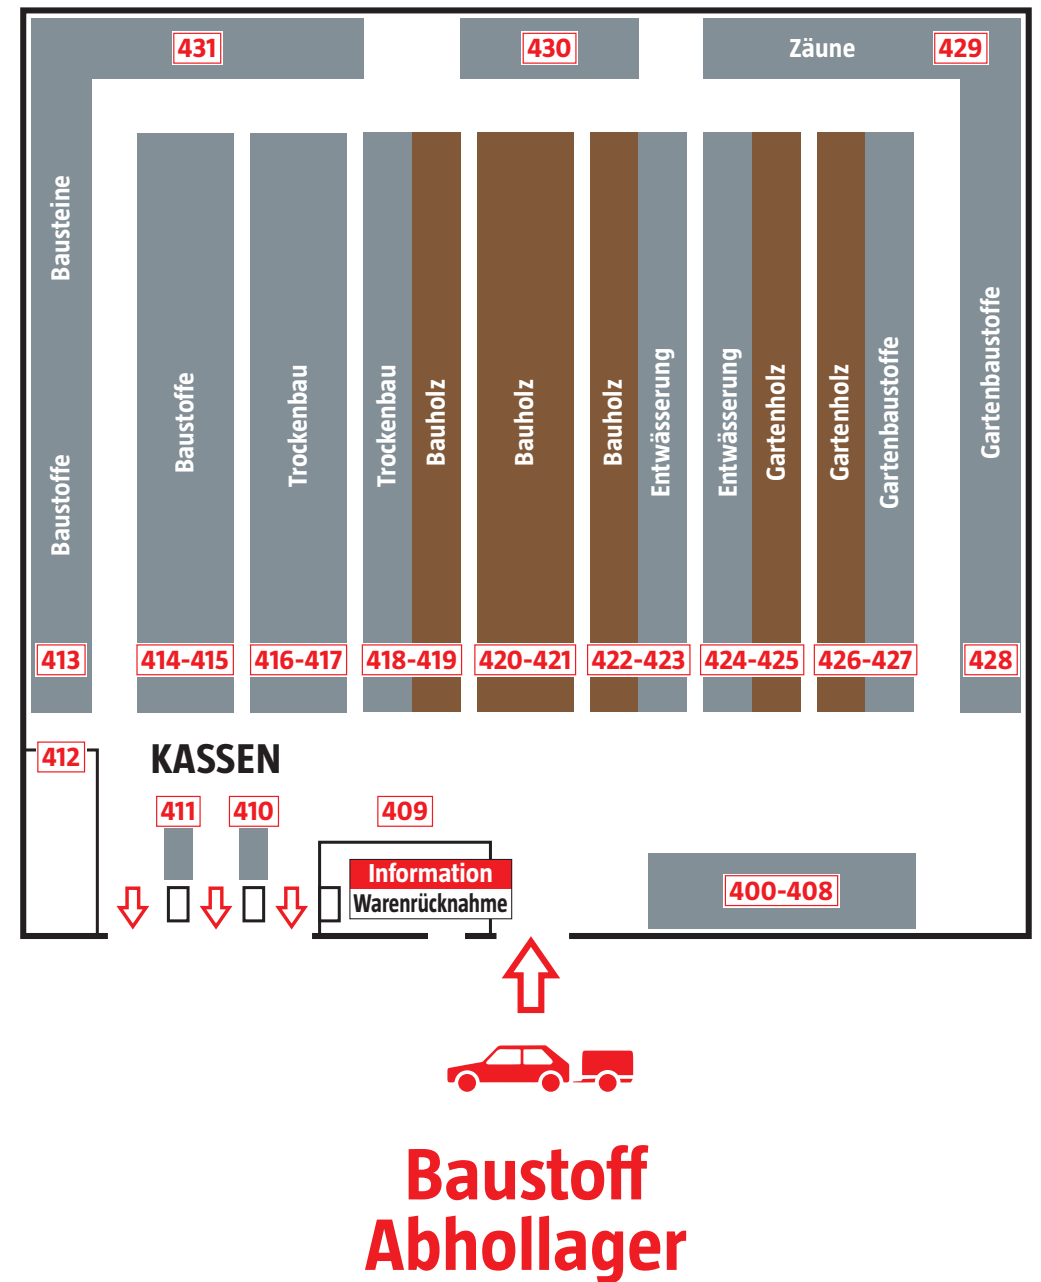 431
430
Zäune
429
Bausteine
Baustoffe
Baustoffe
Trockenbau
Trockenbau
Bauholz
Bauholz
Bauholz
Entwässerung
Entwässerung
Gartenholz
Gartenholz
Gartenbaustoffe
Gartenbaustoffe
413
414-415
416-417
418-419
420-421
422-423
424-425
426-427
428
412
KASSEN
411
410
409
Information
Warenrücknahme
400-408
Baustoff
Abhollager